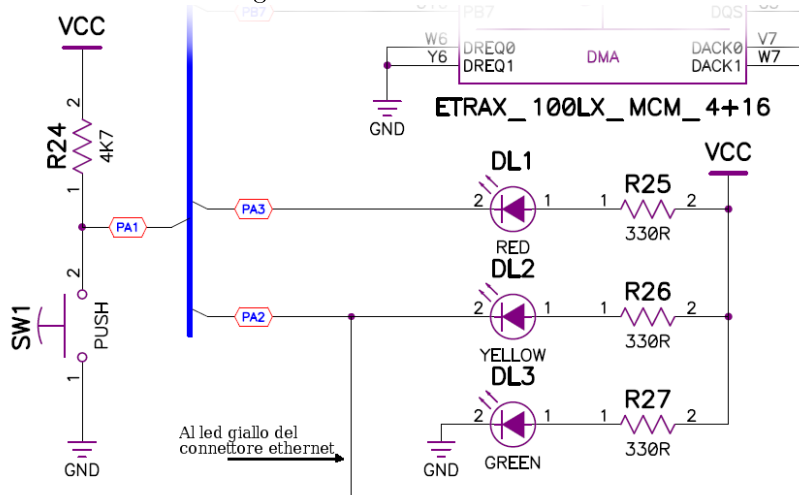 PB7
DQS
VCC
W6 DREQ0 DACK0 V7
Y6 DREQ1 DMA DACK1 W7
GND
ETRAX_100LX_MCM_4+16
2
R24
4K7
1
PA1
2
SW1
PUSH
1
GND
DL1
VCC
PA3
2 1 1 R25 2
RED
330R
DL2
PA2
2 1 1 R26 2
YELLOW
330R
DL3
2 1 1 R27 2
GND
GREEN
330R
Al led giallo del
connettore ethernet